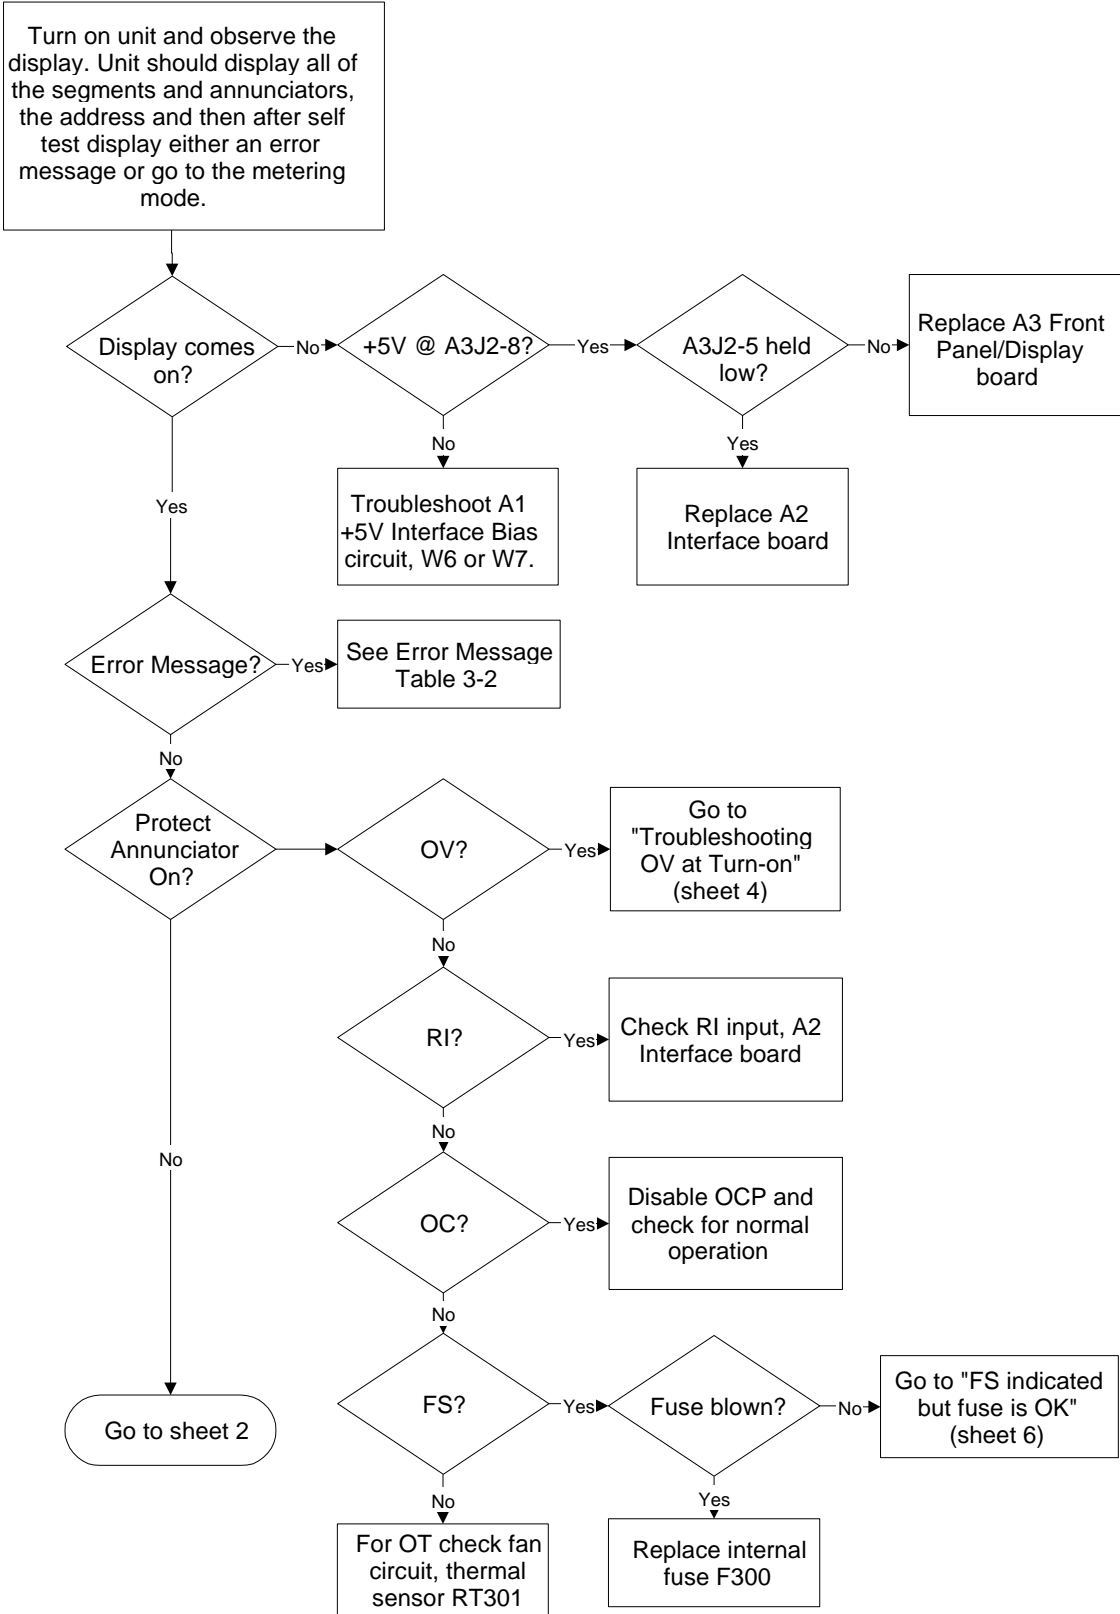 Turn on unit and observe the
display. Unit should display all of
the segments and annunciators,
the address and then after self
test display either an error
message or go to the metering
mode.
Display comes
on?
No
+5V @ A3J2-8?
Yes
A3J2-5 held
low?
No
Replace A3 Front
Panel/Display
board
No
Troubleshoot A1
+5V Interface Bias
circuit, W6 or W7.
Yes
Replace A2
Interface board
Yes
Error Message?
Yes
See Error Message
Table 3-2
No
Protect
Annunciator
On?
OV?
Yes
Go to
"Troubleshooting
OV at Turn-on"
(sheet 4)
No
RI?
Yes
Check RI input, A2
Interface board
No
OC?
Yes
Disable OCP and
check for normal
operation
No
FS?
Yes
Fuse blown?
No
Go to "FS indicated
but fuse is OK"
(sheet 6)
No
For OT check fan
circuit, thermal
sensor RT301
Yes
Replace internal
fuse F300
No
Go to sheet 2